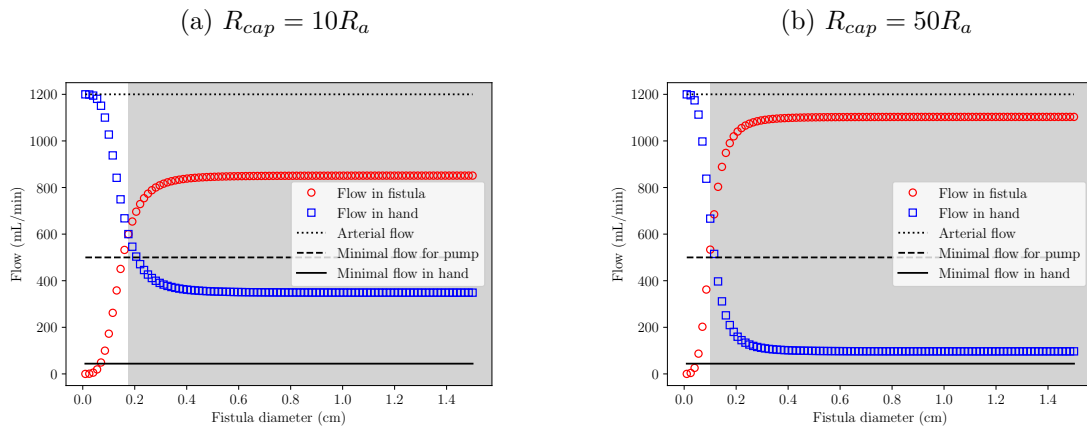 (a) R_{cap} = 10R_a
1200
1000
800
600
400
200
0
Flow (mL/min)
Flow in fistula
Flow in hand
Arterial flow
Minimal flow for pump
Minimal flow in hand
0.0 0.2 0.4 0.6 0.8 1.0 1.2 1.4
Fistula diameter (cm)
(b) R_{cap} = 50R_a
1200
1000
800
600
400
200
0
Flow (mL/min)
Flow in fistula
Flow in hand
Arterial flow
Minimal flow for pump
Minimal flow in hand
0.0 0.2 0.4 0.6 0.8 1.0 1.2 1.4
Fistula diameter (cm)